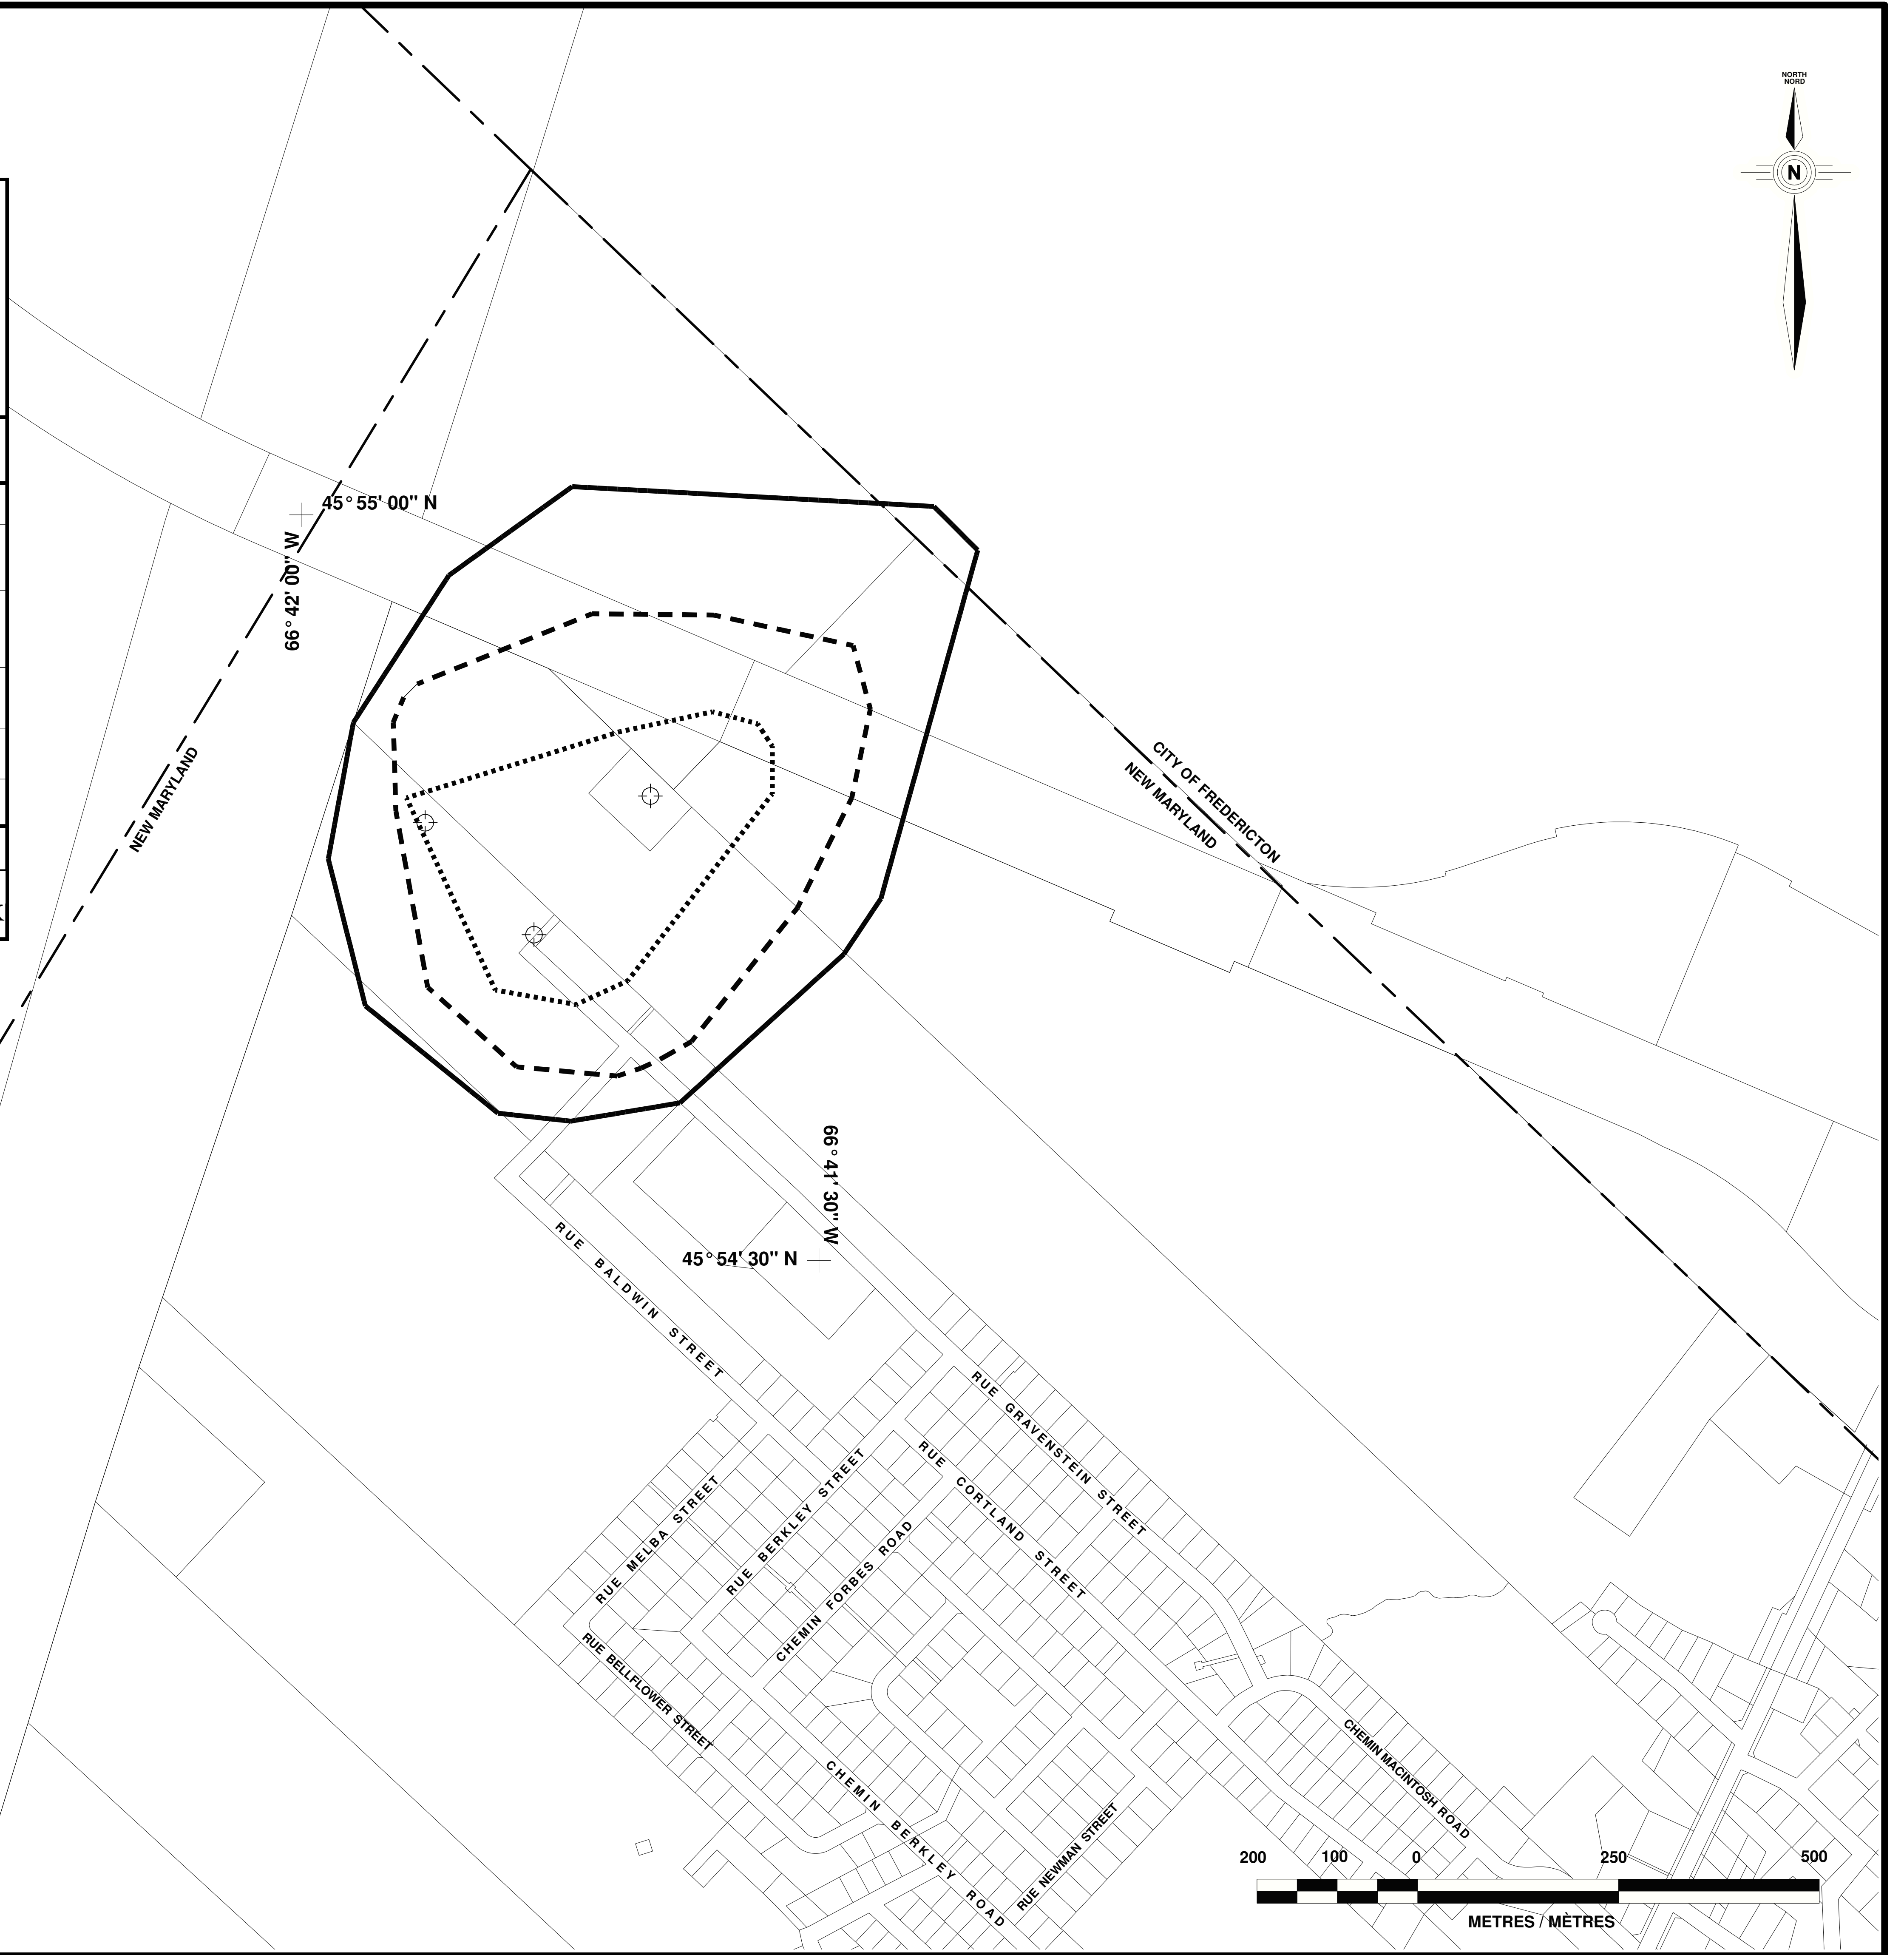 NORTH
NORD
N
45° 55' 00" N
66° 42' 00" W
NEW MARYLAND
CITY OF FREDERICTON
NEW MARYLAND
66° 41' 30" W
45° 54' 30" N
RUE BALDWIN STREET
RUE GRAVENSTEIN STREET
RUE CORTLAND STREET
RUE MELBA STREET
RUE BERKLEY STREET
CHEMIN FORBES ROAD
RUE BELLFLOWER STREET
CHEMIN BERKLEY ROAD
RUE NEWMAN STREET
CHEMIN MACINTOSH ROAD
200 100 0 250 500
METRES / MÈTRES